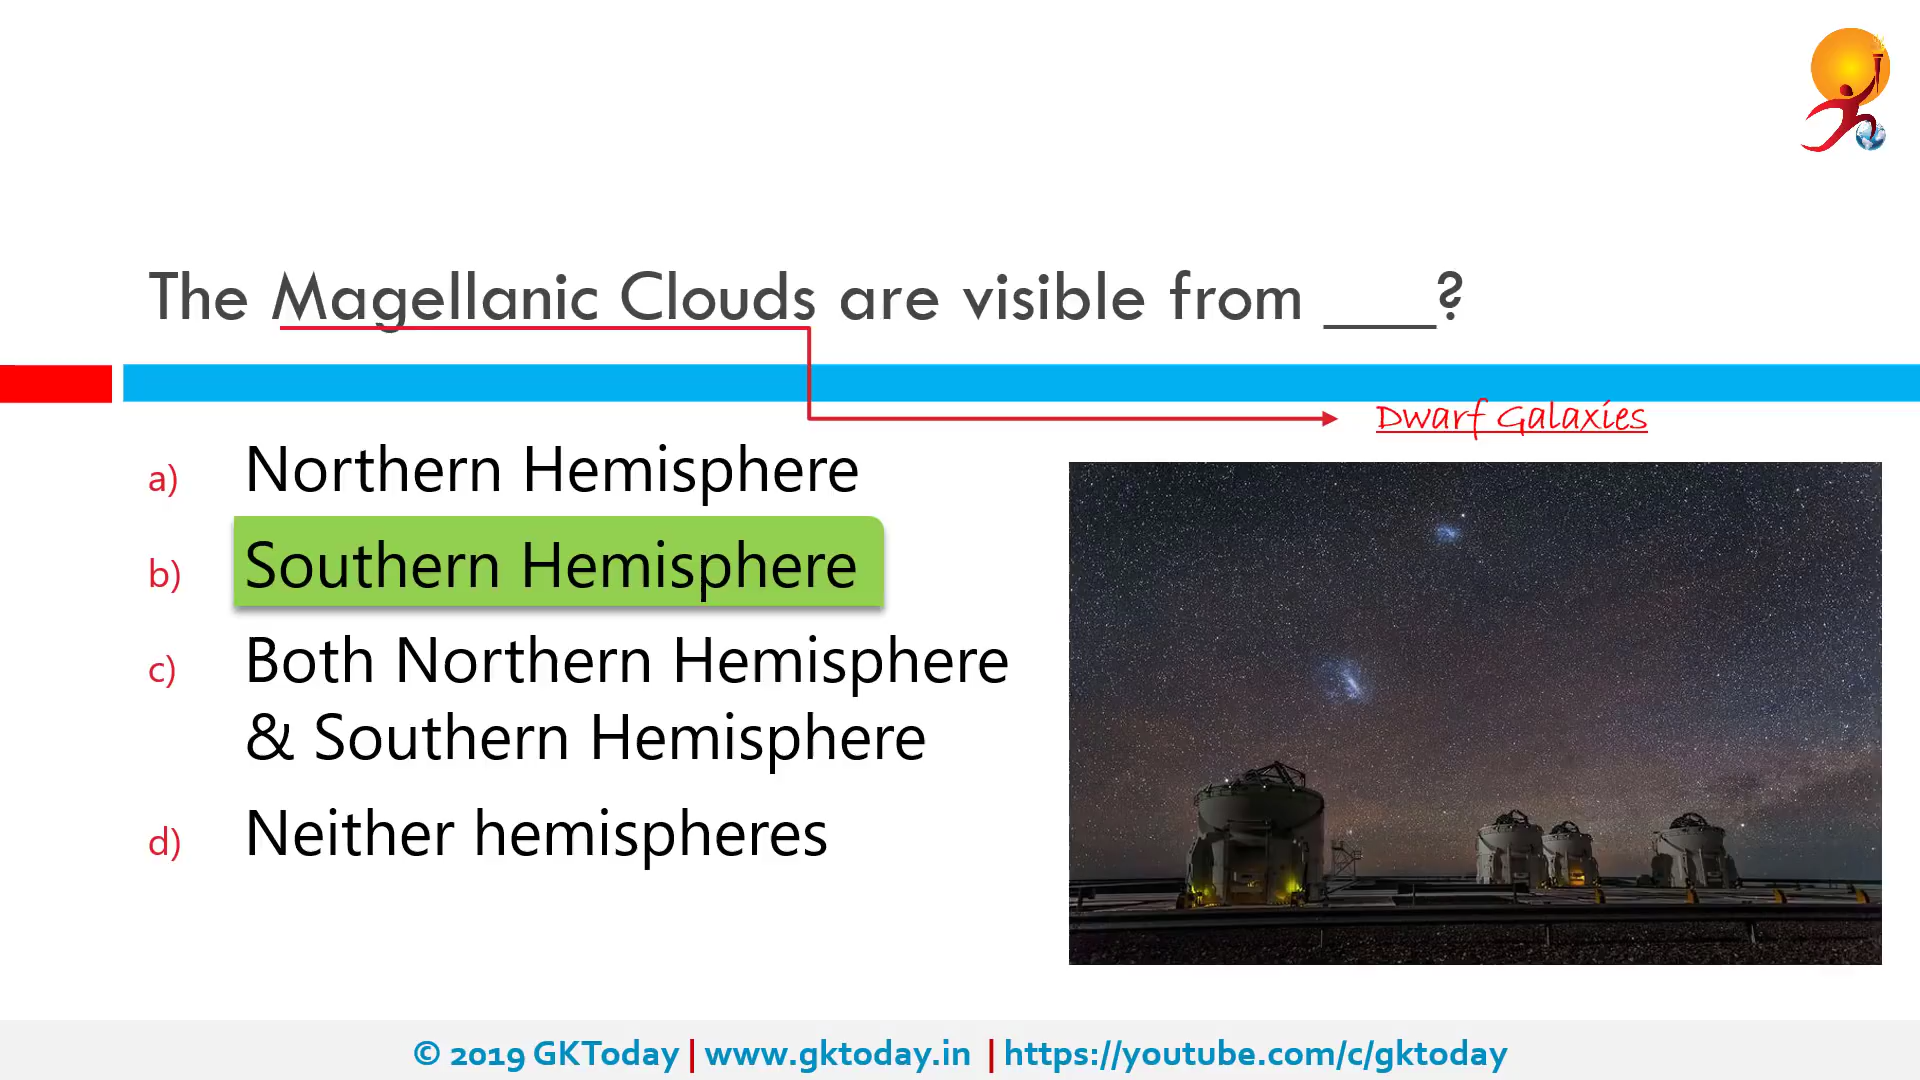 The Magellanic Clouds are visible from ____?
Dwarf Galaxies
a) Northern Hemisphere
b) Southern Hemisphere
c) Both Northern Hemisphere
& Southern Hemisphere
d) Neither hemispheres
© 2019 GKToday | www.gktoday.in | https://youtube.com/c/gktoday